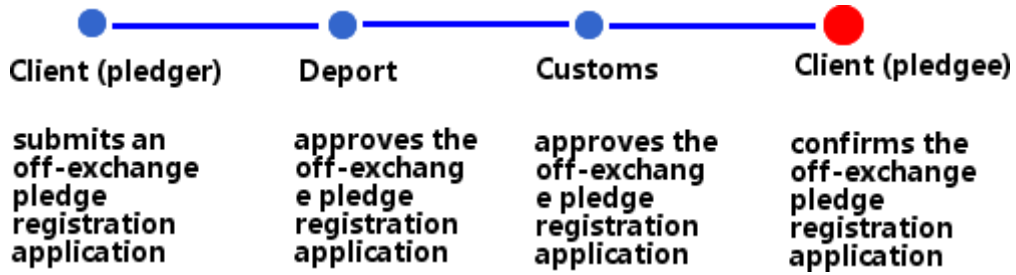 Client (pledger)
Deport
Customs
Client (pledgee)
submits an
off-exchange
pledge
registration
application
approves the
off-exchang
e pledge
registration
application
approves the
off-exchang
e pledge
registration
application
confirms the
off-exchange
pledge
registration
application